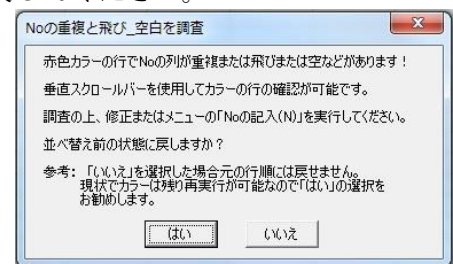 Noの重複と飛び_空白を調査
赤色カラーの行でNoの列が重複または飛びまたは空などがあります！
垂直スクロールバーを使用してカラーの行の確認が可能です。
調査の上、修正またはメニューの「Noの記入(N)」を実行してください。
並べ替え前の状態に戻しますか？
参考：「いいえ」を選択した場合元の行順には戻せません。
現状でカラーは残り再実行が可能なので「はい」の選択を
お勧めします。
はい
いいえ